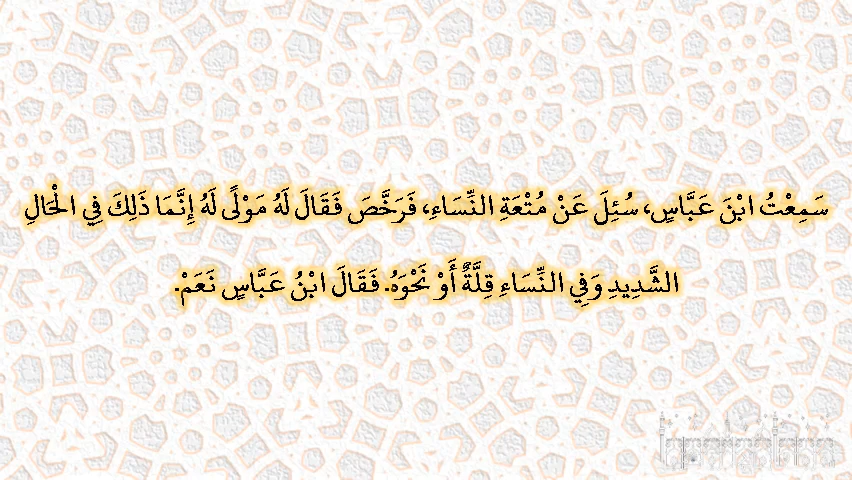 سَمِعْتُ ابْنَ عَبَّاسٍ، سُئِلَ عَنْ مُتْعَةِ النِّسَاءِ، فَرَخَّصَ فَقَالَ لَهُ مَوْلًى لَهُ إِنَّمَا ذَلِكَ فِي الْحَالِ
الشَّدِيدِ وَفِي النِّسَاءِ قِلَّةٌ أَوْ نَحْوَهُ. فَقَالَ ابْنُ عَبَّاسٍ نَعَمْ.